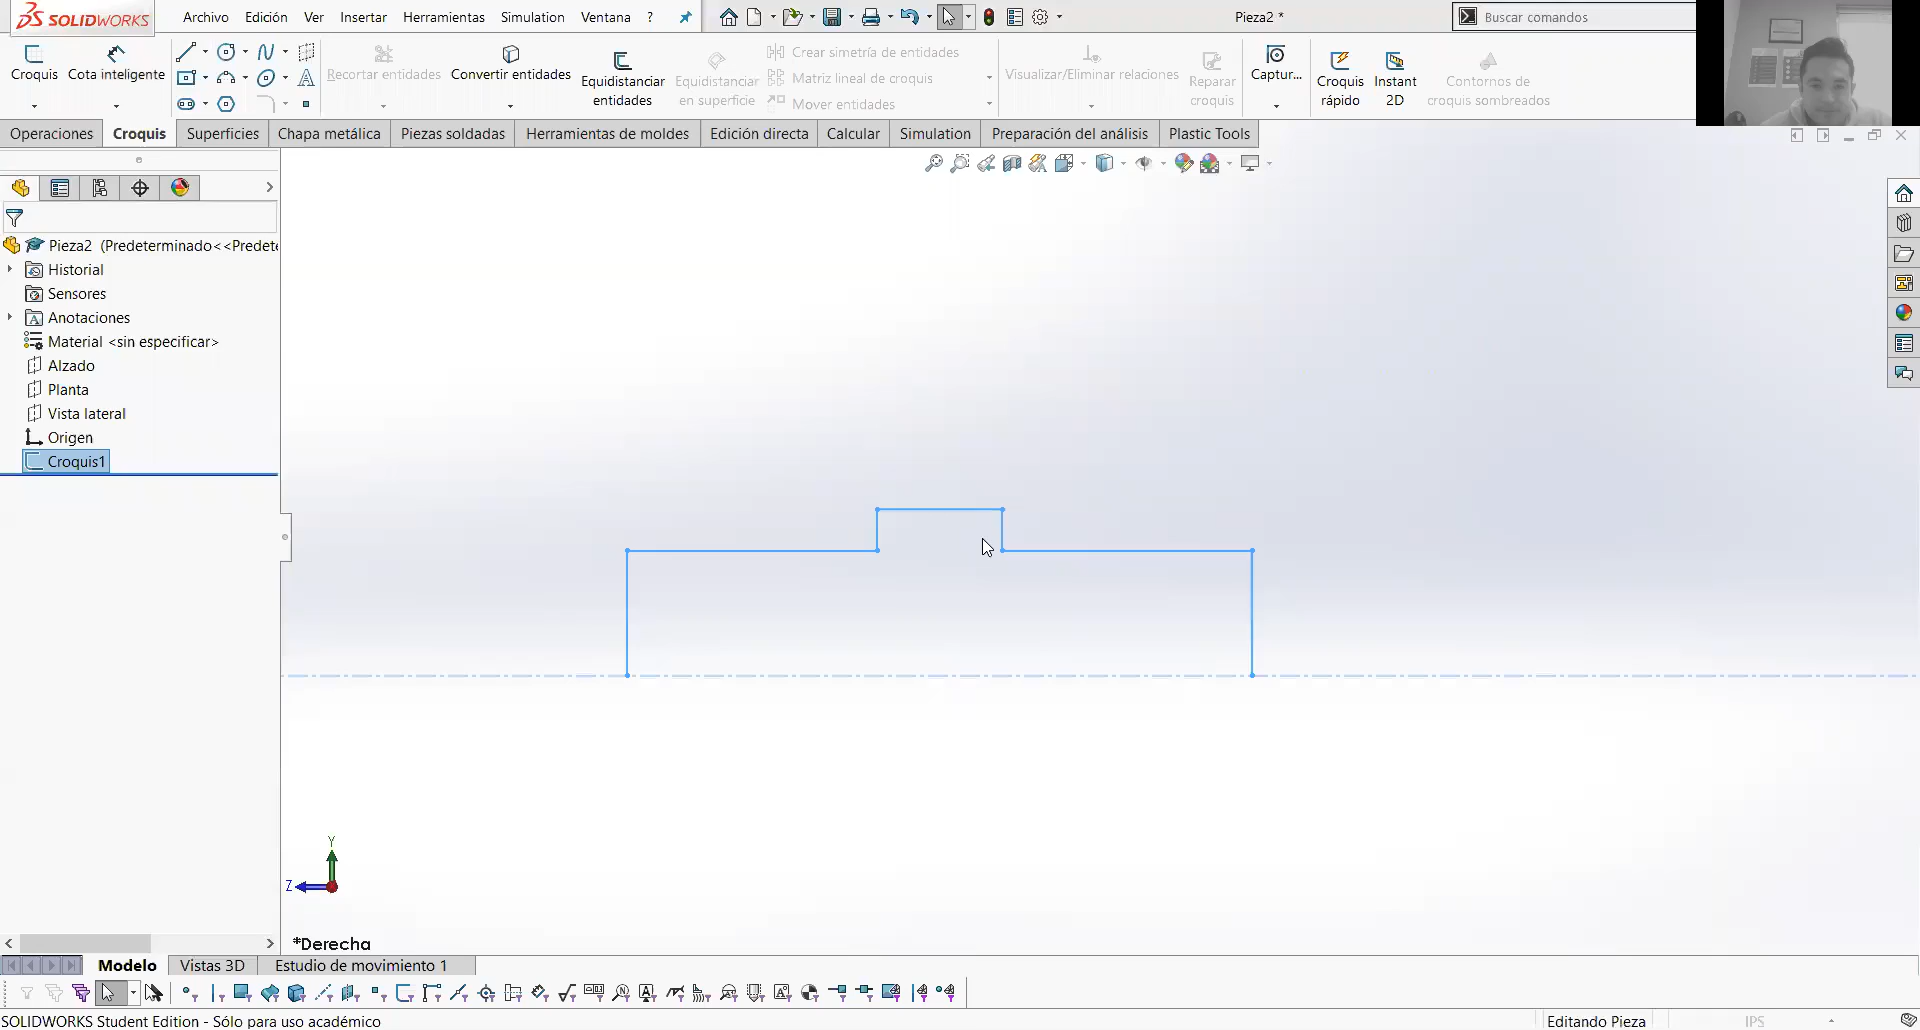 SOLIDWORKS
Archivo Edición Ver Insertar Herramientas Simulation Ventana ?
Pieza2 *
Buscar comandos
Croquis
Cota inteligente
Recortar entidades
Convertir entidades
Equidistanciar
entidades
Equidistanciar
en superficie
Crear simetría de entidades
Matriz lineal de croquis
Mover entidades
Visualizar/Eliminar relaciones
Reparar
croquis
Captur...
Croquis
rápido
Instant
2D
Contornos de
croquis sombreados
Operaciones Croquis Superficies Chapa metálica Piezas soldadas Herramientas de moldes Edición directa Calcular Simulation Preparación del análisis Plastic Tools
Pieza2 (Predeterminado<<Predete
Historial
Sensores
Anotaciones
Material <sin especificar>
Alzado
Planta
Vista lateral
Origen
Croquis1
Y
Z
*Derecha
Modelo Vistas 3D Estudio de movimiento 1
SOLIDWORKS Student Edition - Sólo para uso académico
Editando Pieza
IPS